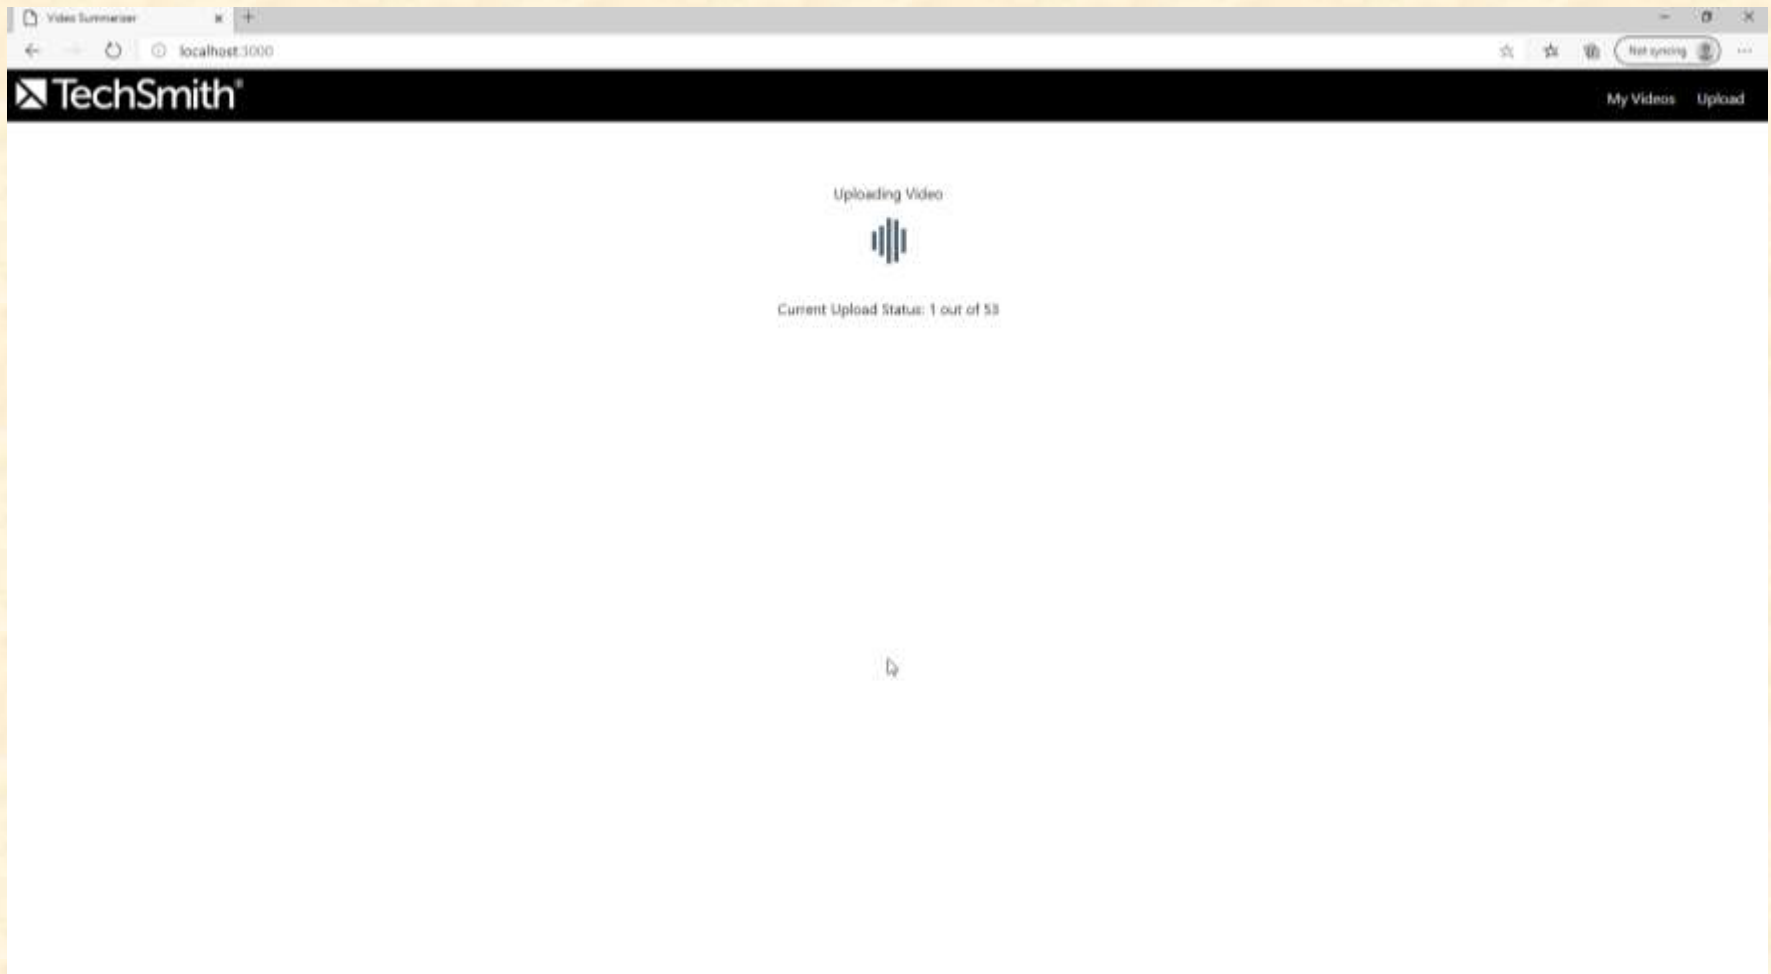 Video Summarizer
localhost:3000
Not syncing
TechSmith®
My Videos Upload
Uploading Video
Current Upload Status: 1 out of 53